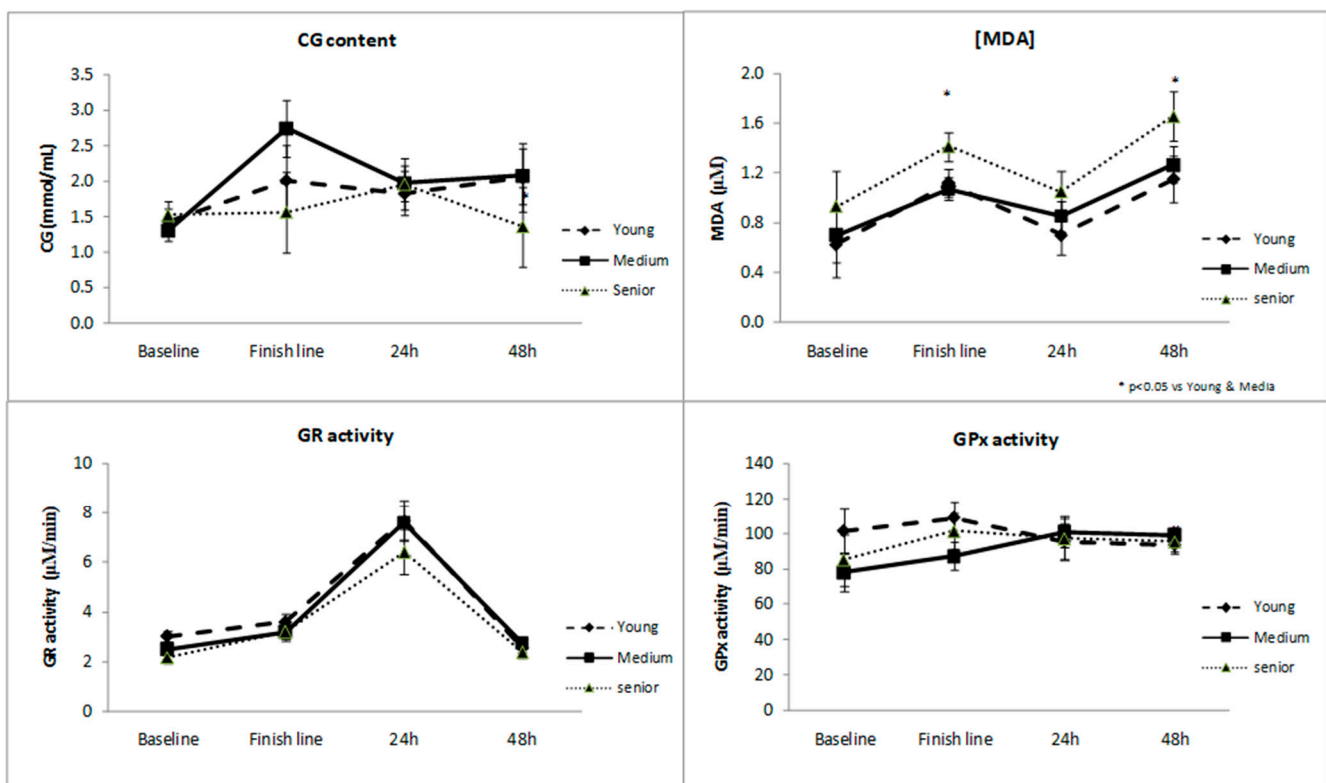 CG content
3.5
3.0
2.5
2.0
1.5
1.0
0.5
0.0
CG (mmol/mL)
*
Young
Medium
Senior
Baseline Finish line 24h 48h
[MDA]
2.0
1.6
1.2
0.8
0.4
0.0
MDA (μM)
*
*
Young
Medium
senior
Baseline Finish line 24h 48h
* p<0.05 vs Young & Media
GR activity
10
8
6
4
2
0
GR activity (μM/min)
Young
Medium
senior
Baseline Finish line 24h 48h
GPx activity
140
120
100
80
60
40
20
0
GPx activity (μM/min)
Young
Medium
senior
Baseline Finish line 24h 48h